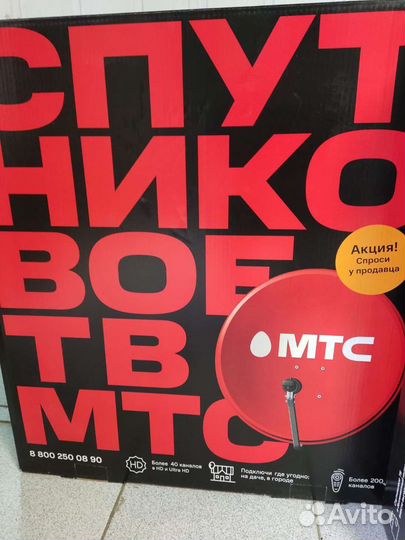 СПУТ
НИКО
ВОЕ
ТВ
МТС
Акция!
Спроси
у продавца
МТС
8 800 250 08 90
HD
Более 40 каналов
в HD и Ultra HD
Подключи где угодно:
на даче, в городе
Более 200
каналов
Avito